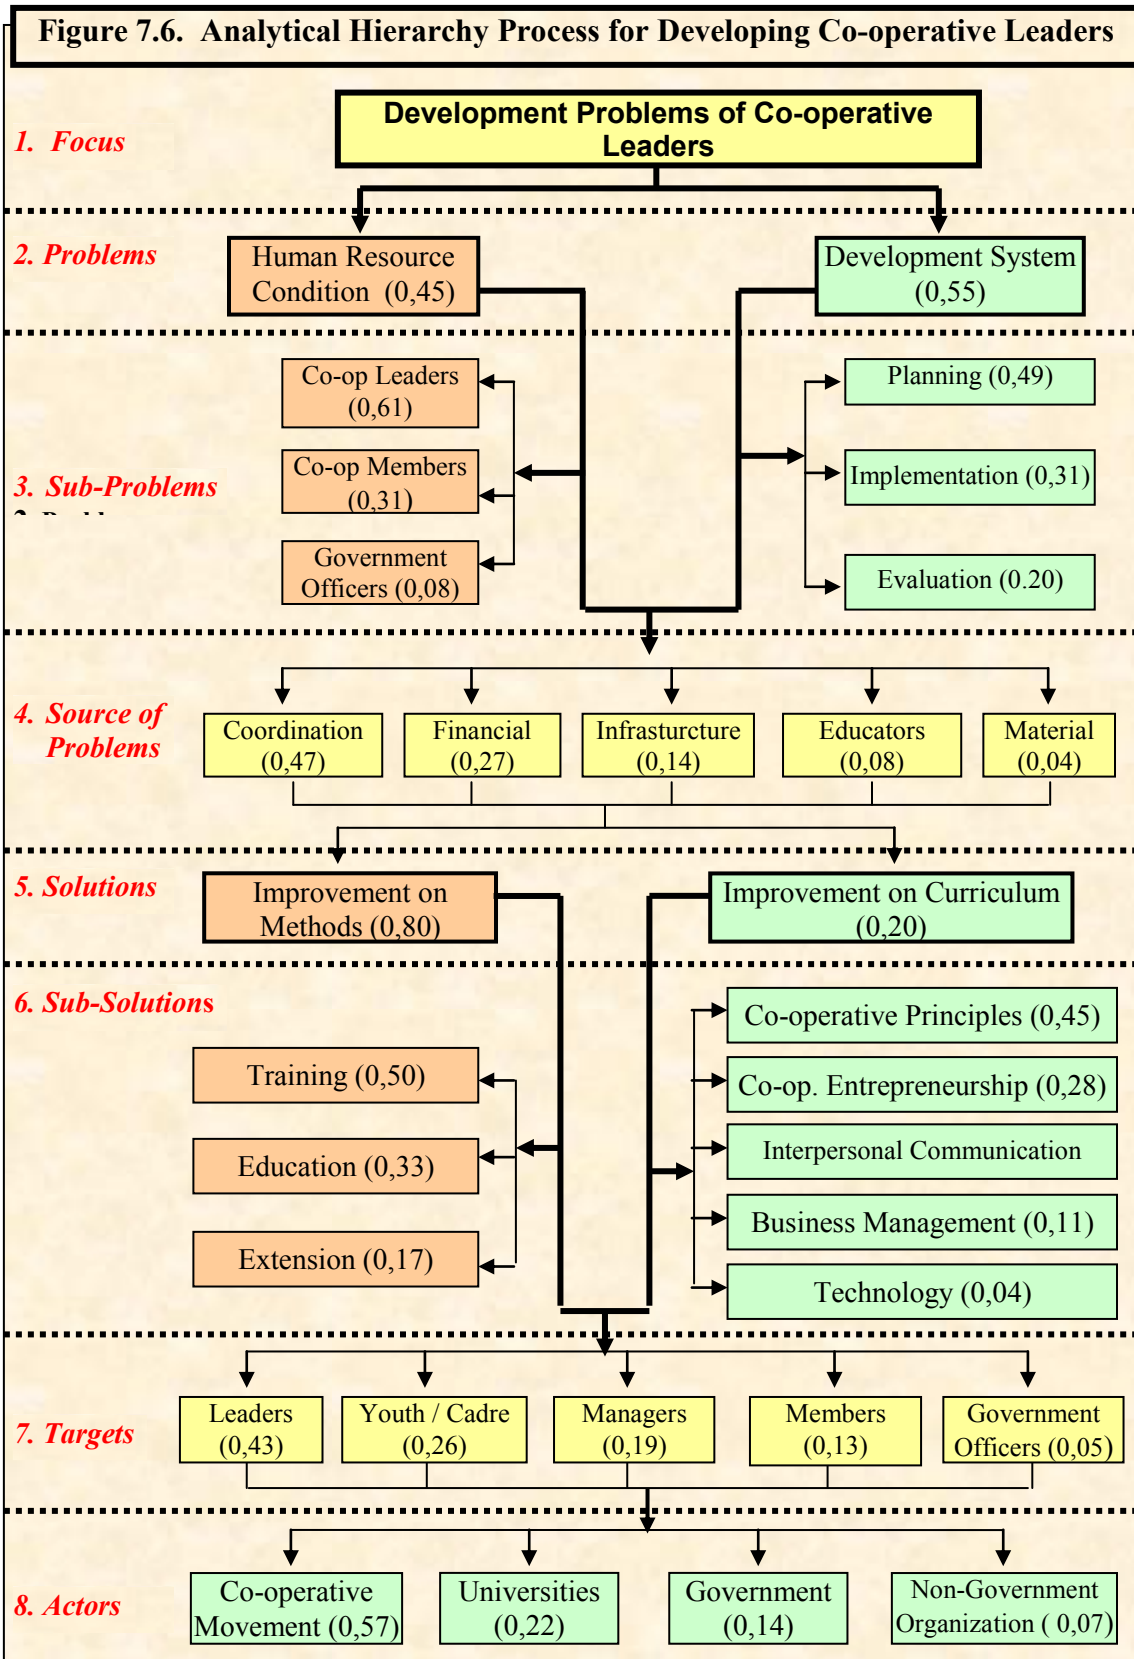 Figure 7.6. Analytical Hierarchy Process for Developing Co-operative Leaders
1. Focus
Development Problems of Co-operative
Leaders
2. Problems
Human Resource
Condition (0,45)
Development System
(0,55)
3. Sub-Problems
Co-op Leaders
(0,61)
Co-op Members
(0,31)
Government
Officers (0,08)
Planning (0,49)
Implementation (0,31)
Evaluation (0.20)
4. Source of
Problems
Coordination
(0,47)
Financial
(0,27)
Infrasturcture
(0,14)
Educators
(0,08)
Material
(0,04)
5. Solutions
Improvement on
Methods (0,80)
Improvement on Curriculum
(0,20)
6. Sub-Solutions
Training (0,50)
Education (0,33)
Extension (0,17)
Co-operative Principles (0,45)
Co-op. Entrepreneurship (0,28)
Interpersonal Communication
Business Management (0,11)
Technology (0,04)
7. Targets
Leaders
(0,43)
Youth / Cadre
(0,26)
Managers
(0,19)
Members
(0,13)
Government
Officers (0,05)
8. Actors
Co-operative
Movement (0,57)
Universities
(0,22)
Government
(0,14)
Non-Government
Organization ( 0,07)